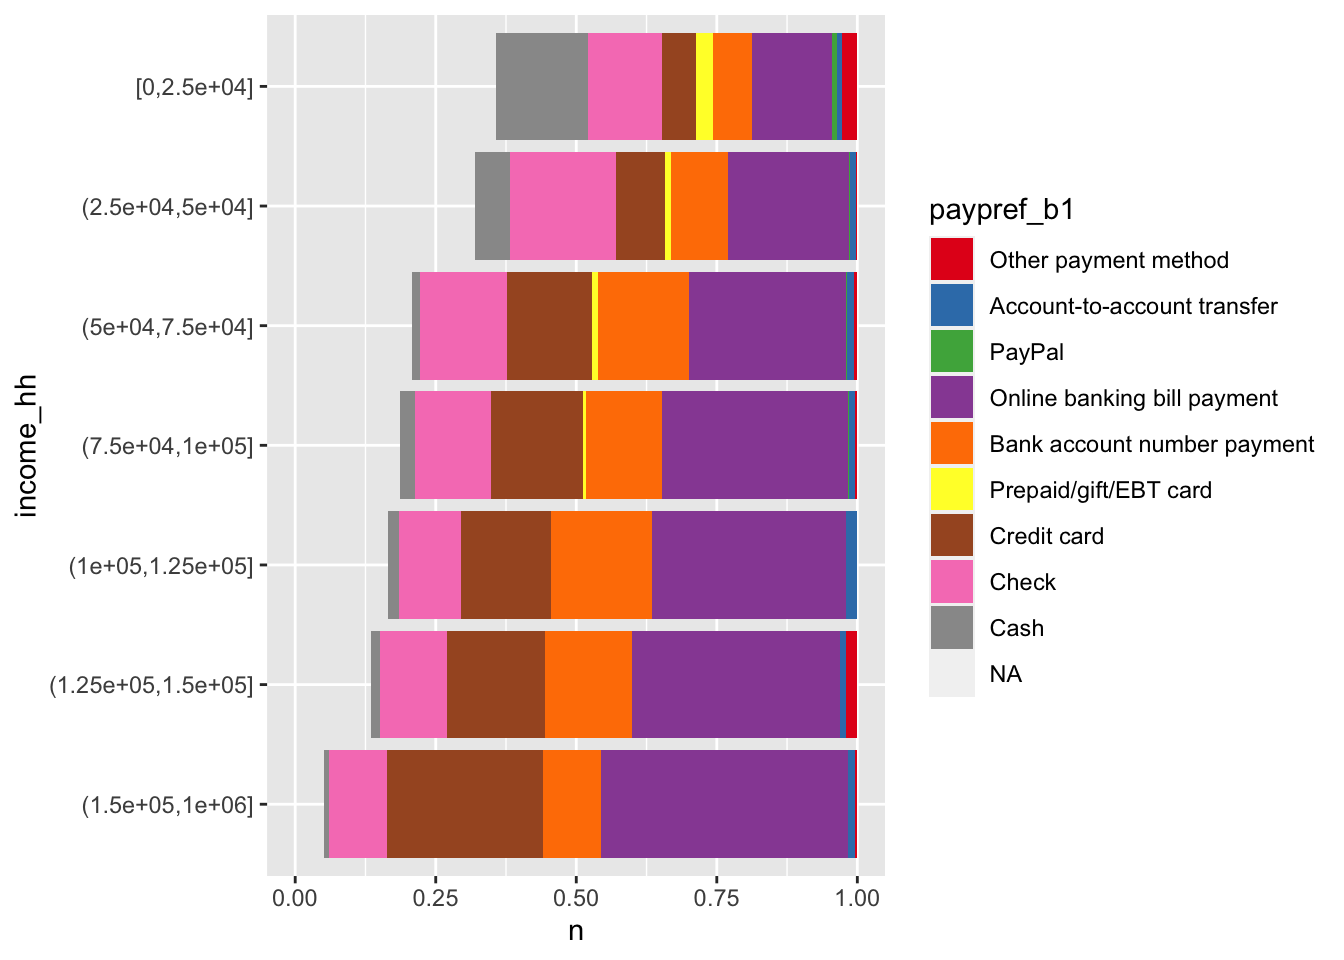 [0,2.5e+04]
(2.5e+04,5e+04]
(5e+04,7.5e+04]
(7.5e+04,1e+05]
(1e+05,1.25e+05]
(1.25e+05,1.5e+05]
(1.5e+05,1e+06]
income_hh
0.00 0.25 0.50 0.75 1.00
n
paypref_b1
Other payment method
Account-to-account transfer
PayPal
Online banking bill payment
Bank account number payment
Prepaid/gift/EBT card
Credit card
Check
Cash
NA